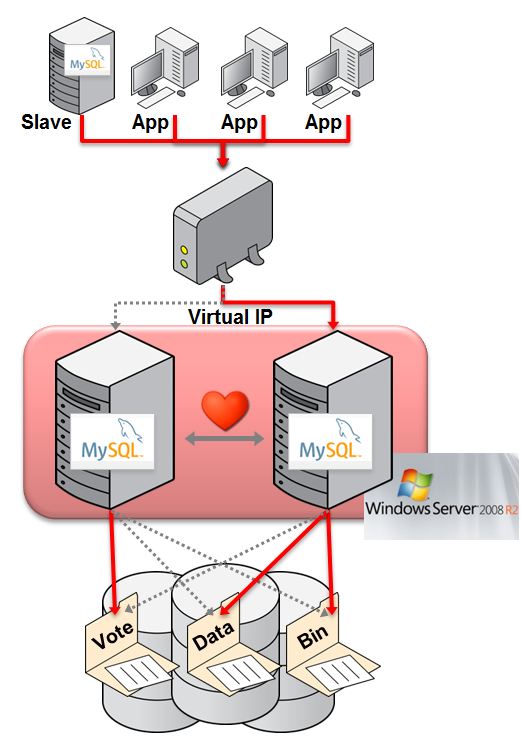 MySQL
Slave
App
App
App
Virtual IP
MySQL
MySQL
Windows Server 2008 R2
Vote
Data
Bin